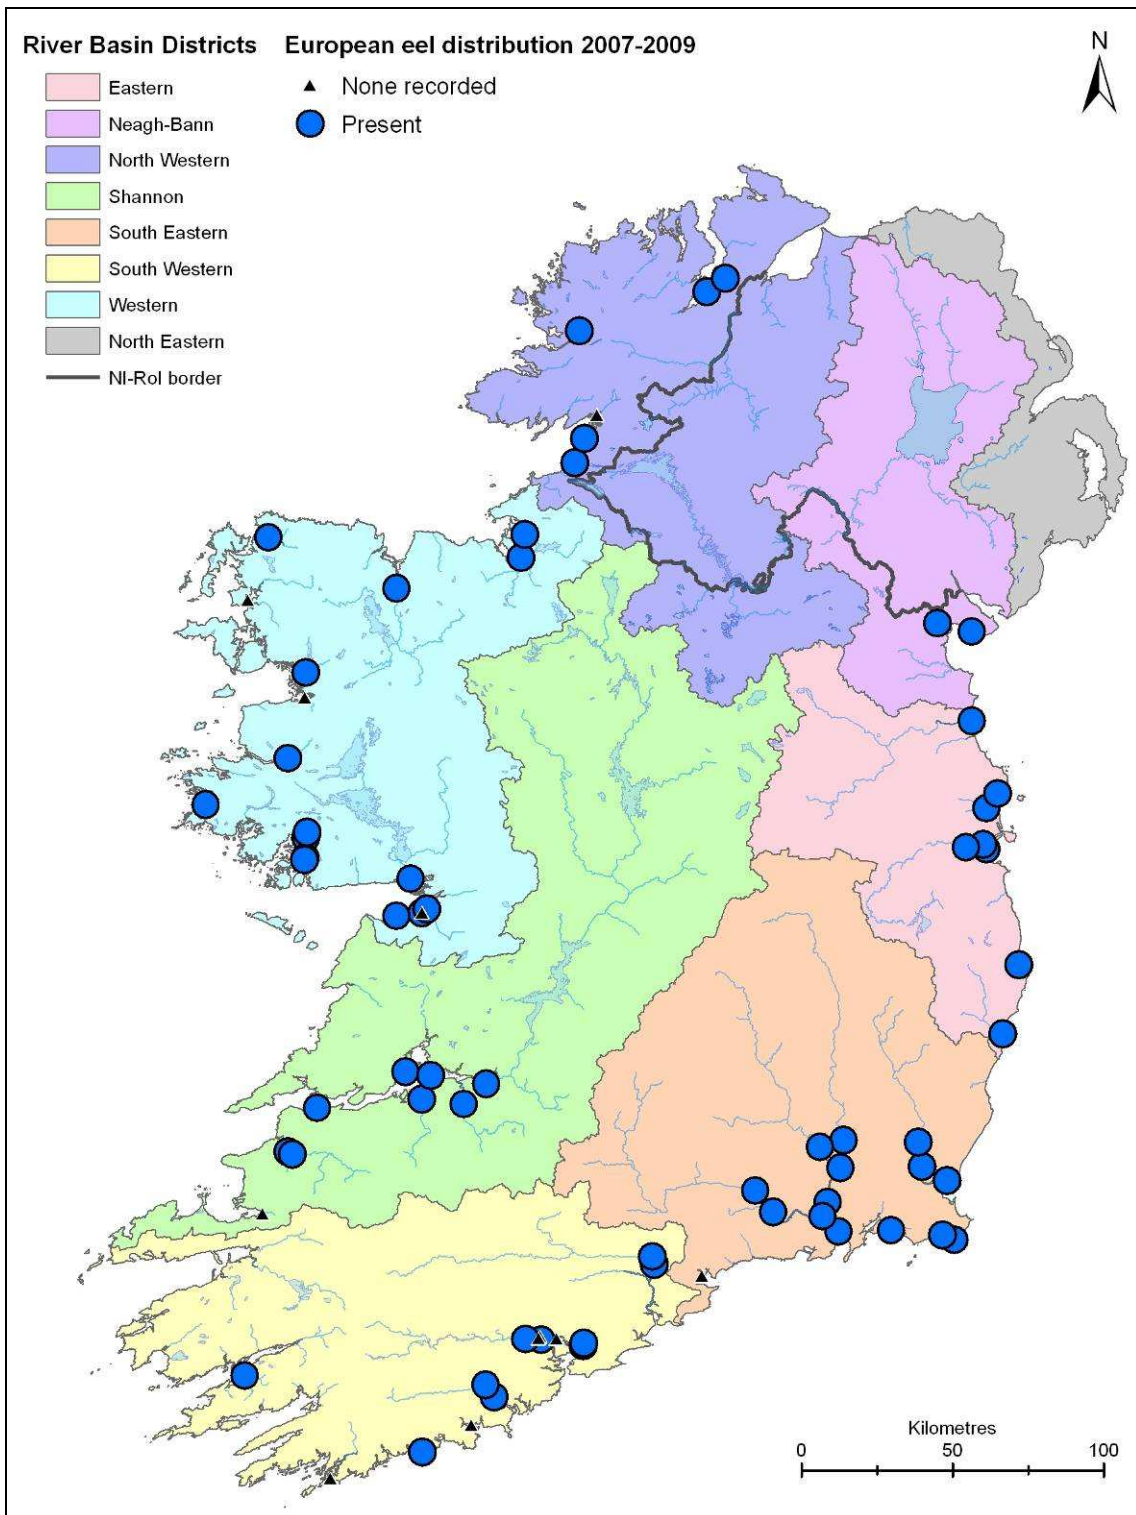 River Basin Districts
Eastern
Neagh-Bann
North Western
Shannon
South Eastern
South Western
Western
North Eastern
NI-RoI border
European eel distribution 2007-2009
None recorded
Present
N
Kilometres
0 50 100